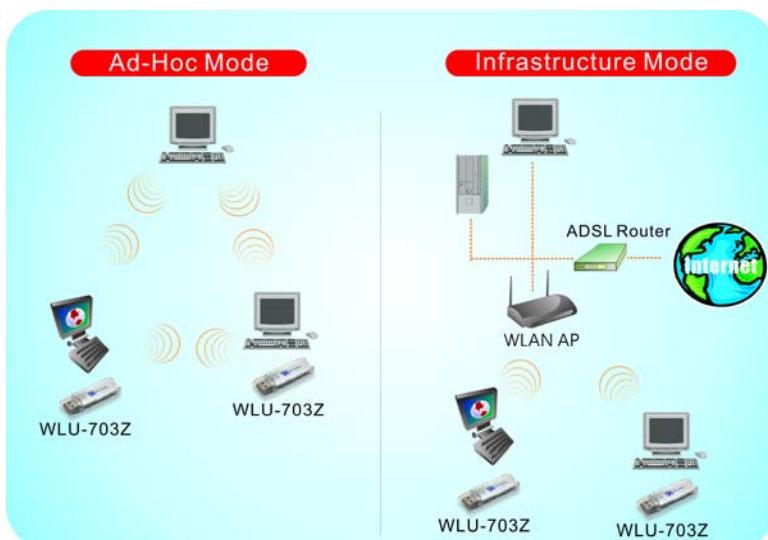 Ad-Hoc Mode
WLU-703Z
WLU-703Z
Infrastructure Mode
ADSL Router
Internet
WLAN AP
WLU-703Z
WLU-703Z